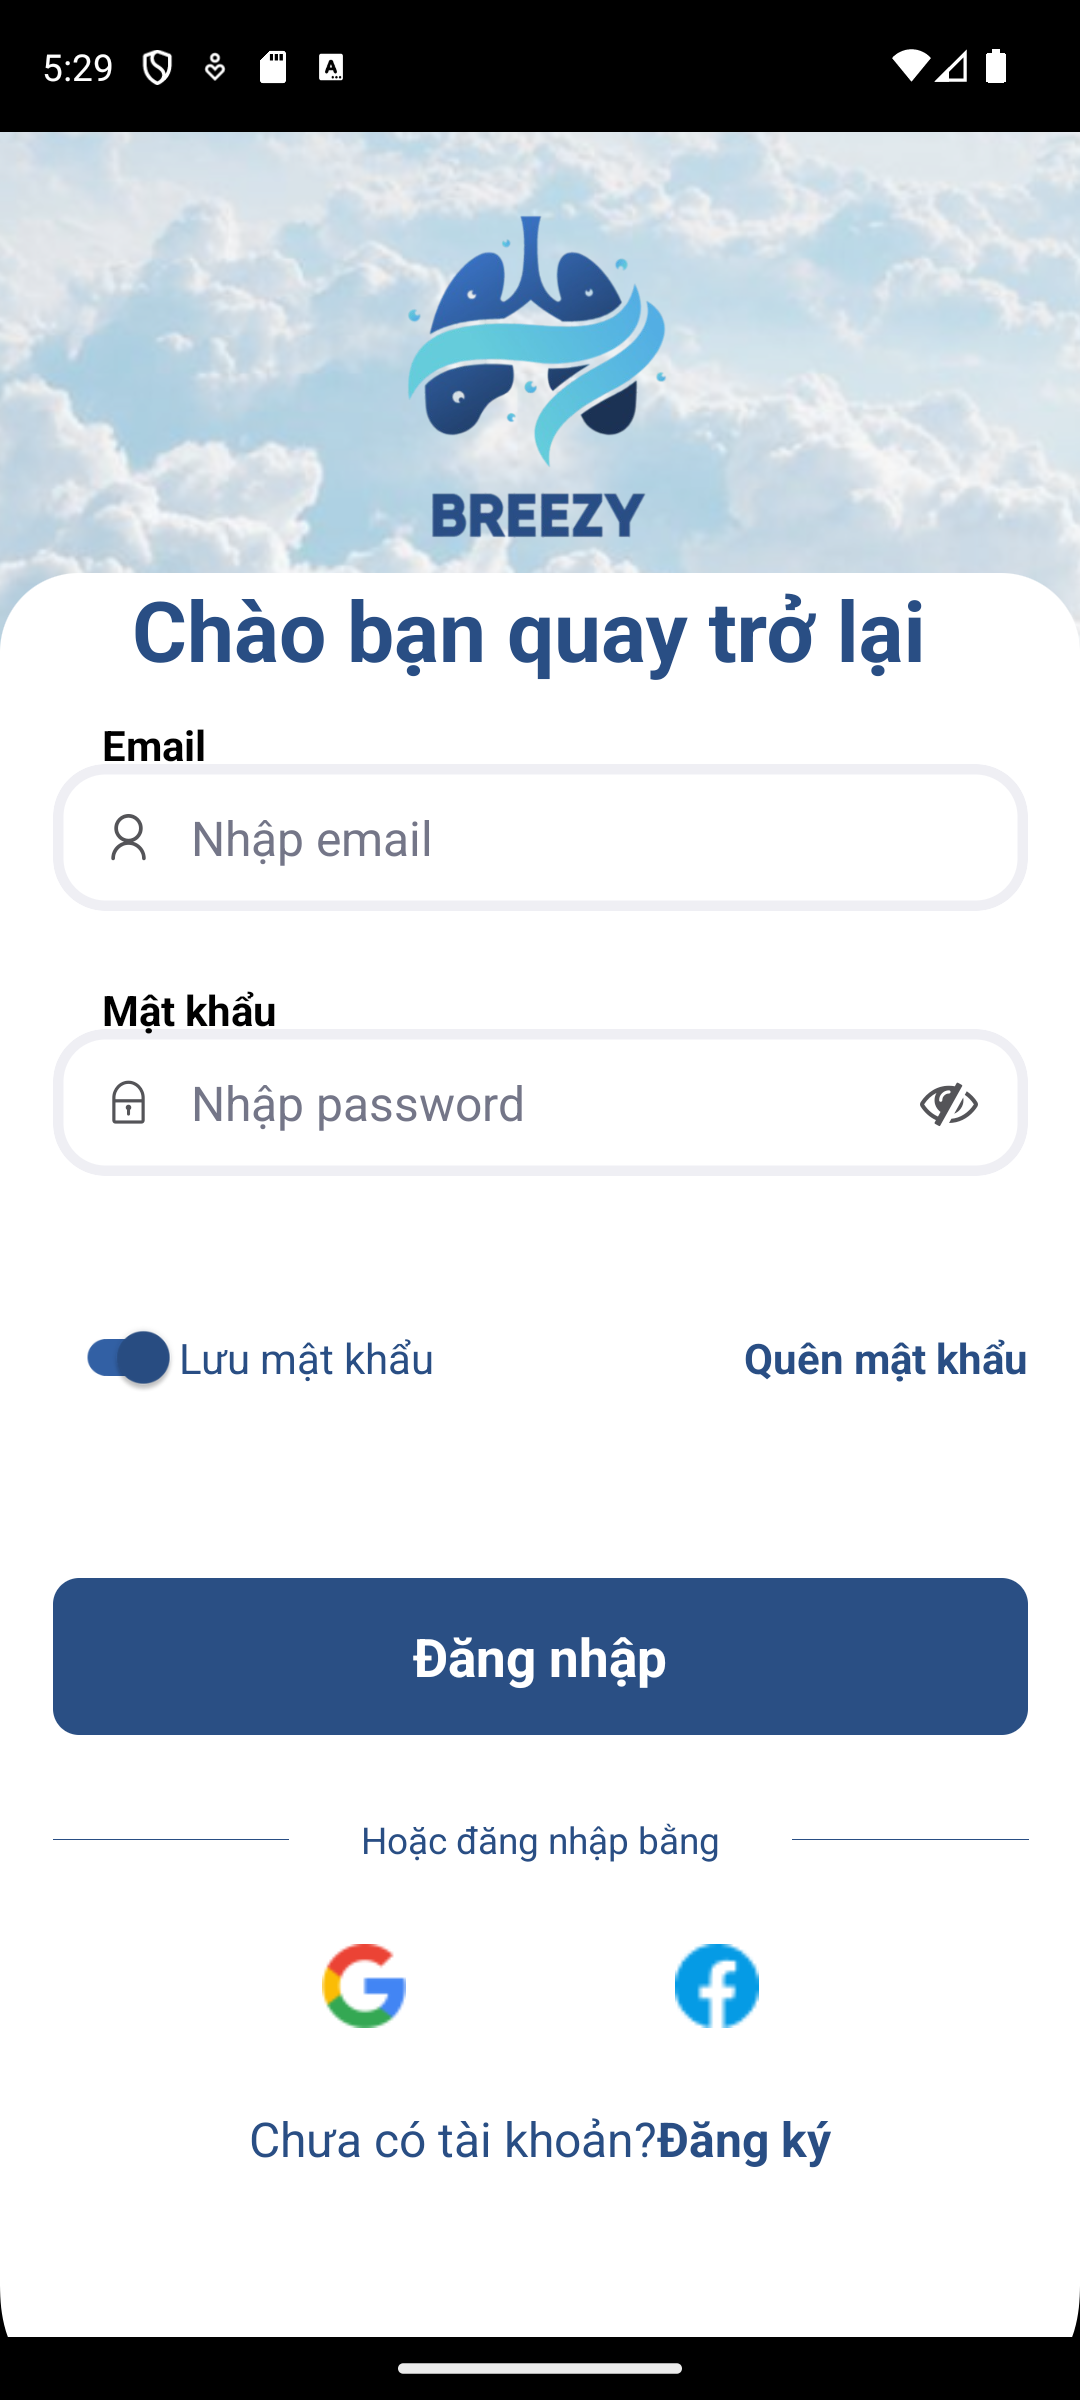 5:29
BREEZY
Chào bạn quay trở lại
Email
Nhập email
Mật khẩu
Nhập password
Lưu mật khẩu
Quên mật khẩu
Đăng nhập
Hoặc đăng nhập bằng
Chưa có tài khoản?Đăng ký